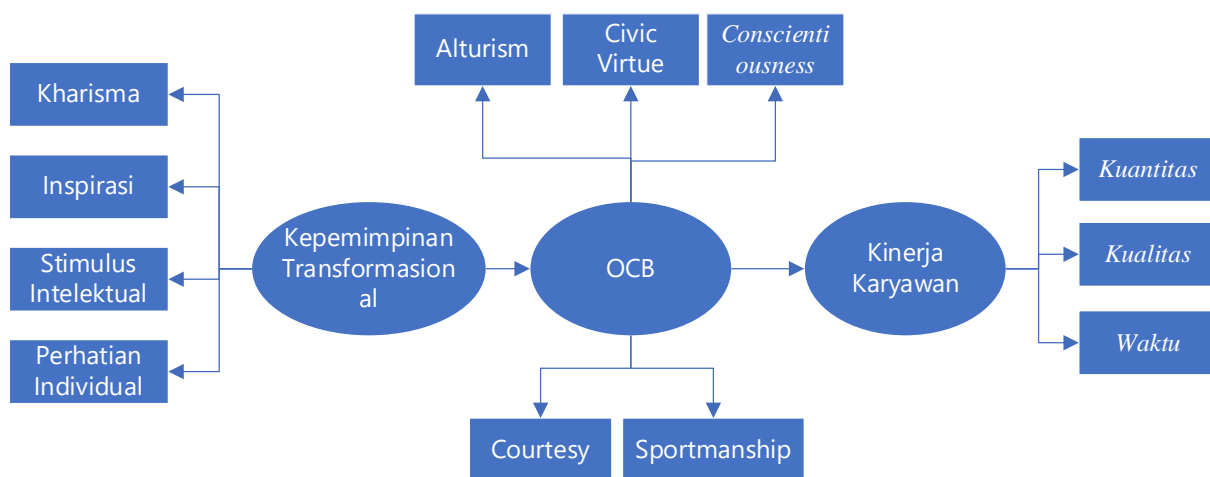 Alturism
Civic
Virtue
Conscienti
ousness
Kharisma
Inspirasi
Stimulus
Intelektual
Perhatian
Individual
Kepemimpinan
Transformasion
al
OCB
Kinerja
Karyawan
Kuantitas
Kualitas
Waktu
Courtesy
Sportmanship